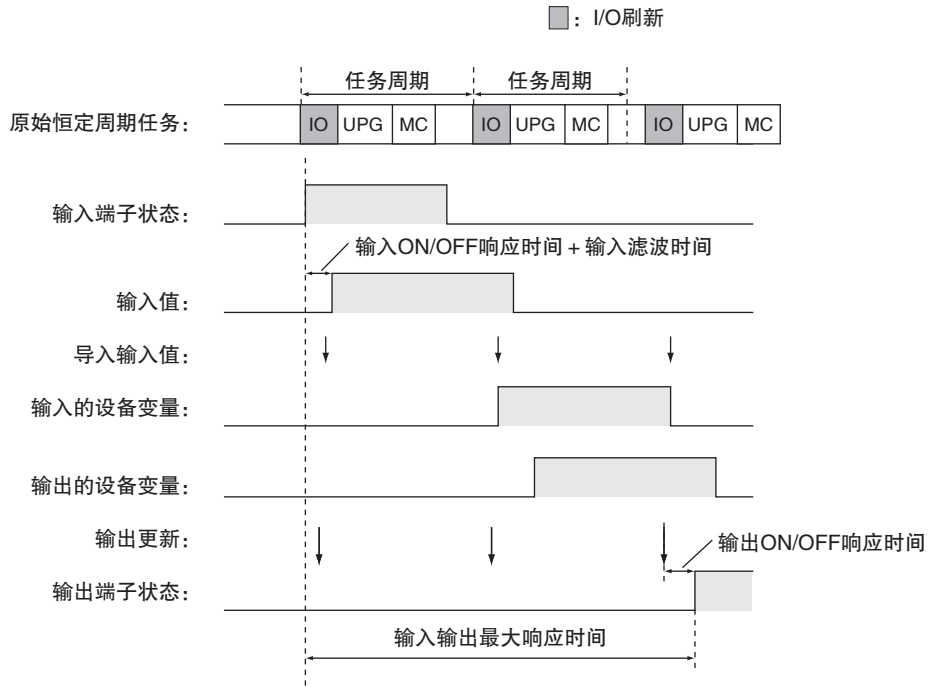 ：I/O刷新
任务周期 任务周期
原始恒定周期任务： IO UPG MC IO UPG MC IO UPG MC
输入端子状态：
输入ON/OFF响应时间 + 输入滤波时间
输入值：
导入输入值：
输入的设备变量：
输出的设备变量：
输出更新：
输出ON/OFF响应时间
输出端子状态：
输入输出最大响应时间